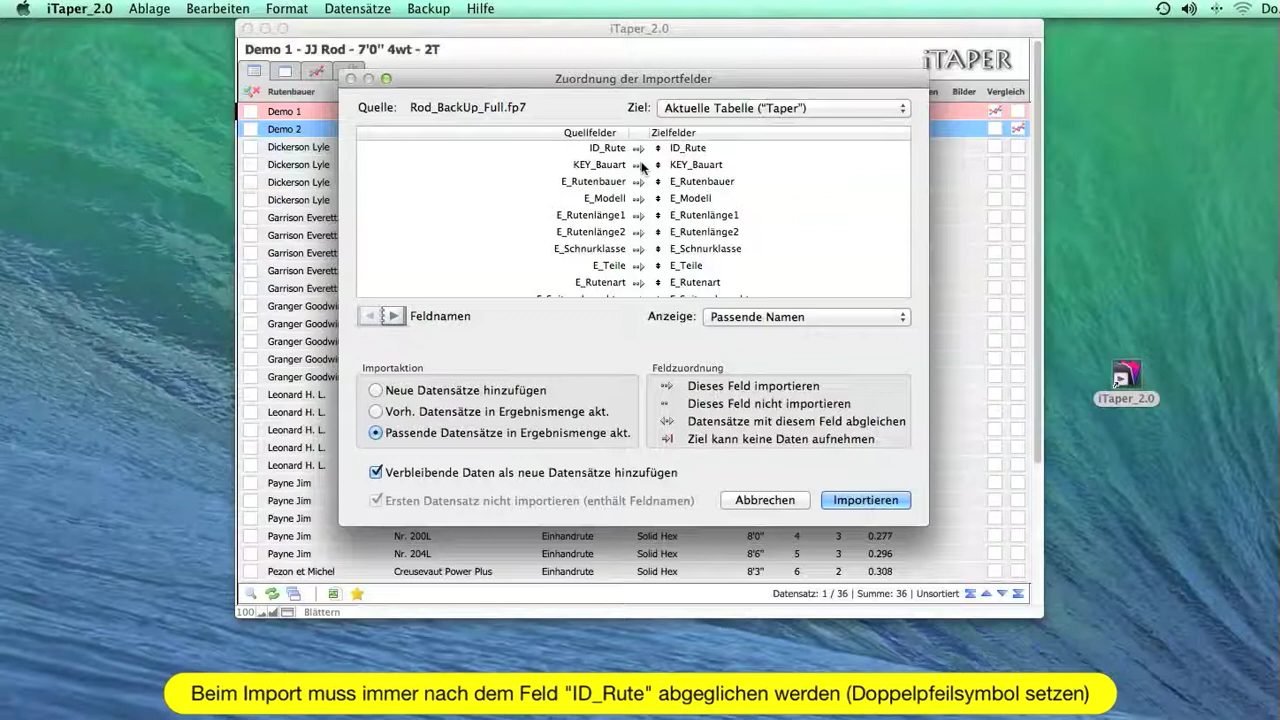 iTaper_2.0 Ablage Bearbeiten Format Datensätze Backup Hilfe Do.
iTaper_2.0
Demo 1 - JJ Rod - 7'0" 4wt - 2T
iTAPER
Rutenbauer en Bilder Vergleich
Zuordnung der Importfelder
Quelle: Rod_BackUp_Full.fp7 Ziel: Aktuelle Tabelle ("Taper")
Quellfelder Zielfelder
ID_Rute ID_Rute
KEY_Bauart KEY_Bauart
E_Rutenbauer E_Rutenbauer
E_Modell E_Modell
E_Rutenlänge1 E_Rutenlänge1
E_Rutenlänge2 E_Rutenlänge2
E_Schnurklasse E_Schnurklasse
E_Teile E_Teile
E_Rutenart E_Rutenart
Feldnamen Anzeige: Passende Namen
Importaktion
Neue Datensätze hinzufügen
Vorh. Datensätze in Ergebnismenge akt.
Passende Datensätze in Ergebnismenge akt.
Feldzuordnung
Dieses Feld importieren
Dieses Feld nicht importieren
Datensätze mit diesem Feld abgleichen
Ziel kann keine Daten aufnehmen
Verbleibende Daten als neue Datensätze hinzufügen
Ersten Datensatz nicht importieren (enthält Feldnamen)
Abbrechen Importieren
Demo 1
Demo 2
Dickerson Lyle
Dickerson Lyle
Dickerson Lyle
Dickerson Lyle
Garrison Everett
Garrison Everett
Garrison Everett
Garrison Everett
Garrison Everett
Granger Goodwi
Granger Goodwi
Granger Goodwi
Granger Goodwi
Granger Goodwi
Leonard H. L.
Leonard H. L.
Leonard H. L.
Leonard H. L.
Leonard H. L.
Payne Jim
Payne Jim
Payne Jim
Payne Jim Nr. 200L Einhandrute Solid Hex 8'0" 4 3 0.277
Payne Jim Nr. 204L Einhandrute Solid Hex 8'6" 5 3 0.296
Pezon et Michel Creusevaut Power Plus Einhandrute Solid Hex 8'3" 6 2 0.308
Datensatz: 1 / 36 | Summe: 36 | Unsortiert
100 Blättern
iTaper_2.0
Beim Import muss immer nach dem Feld "ID_Rute" abgeglichen werden (Doppelpfeilsymbol setzen)